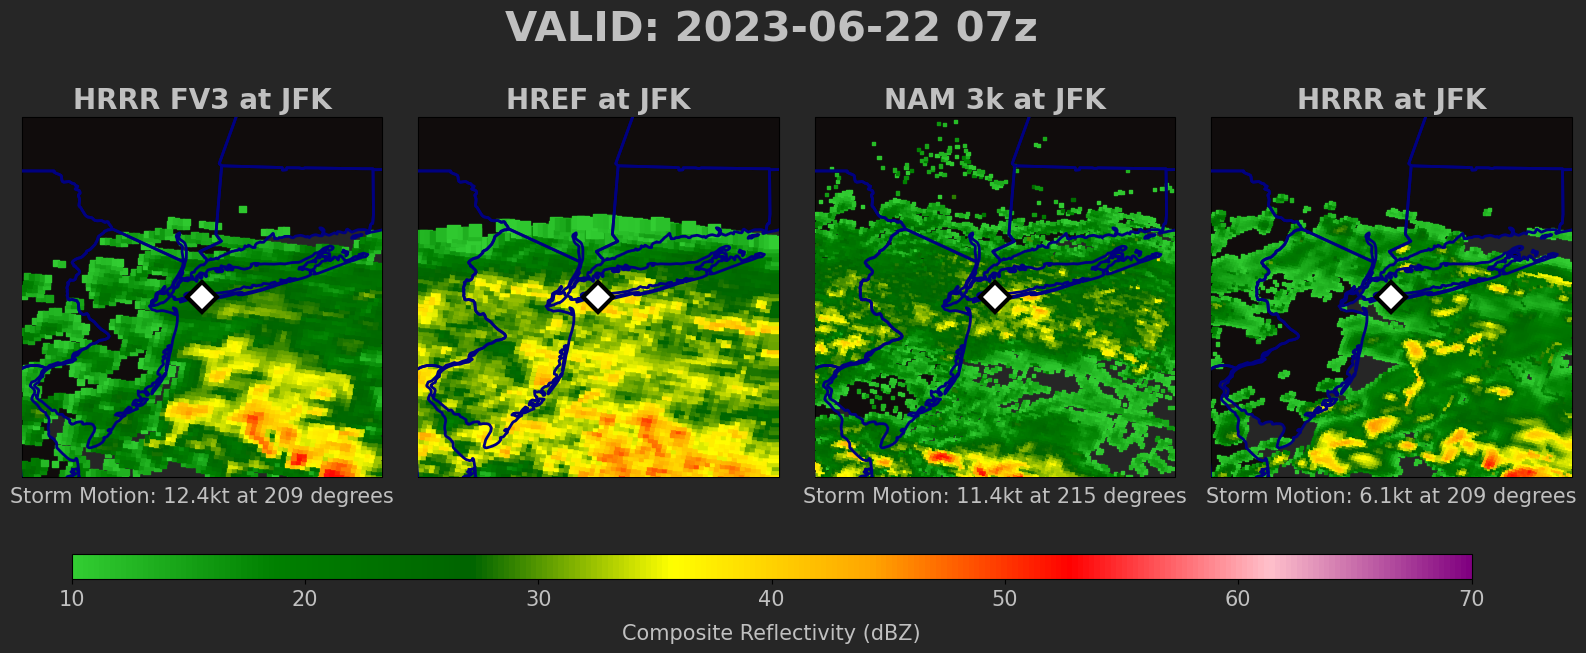 VALID: 2023-06-22 07z
HRRR FV3 at JFK
HREF at JFK
NAM 3k at JFK
HRRR at JFK
Storm Motion: 12.4kt at 209 degrees
Storm Motion: 11.4kt at 215 degrees
Storm Motion: 6.1kt at 209 degrees
10 20 30 40 50 60 70
Composite Reflectivity (dBZ)